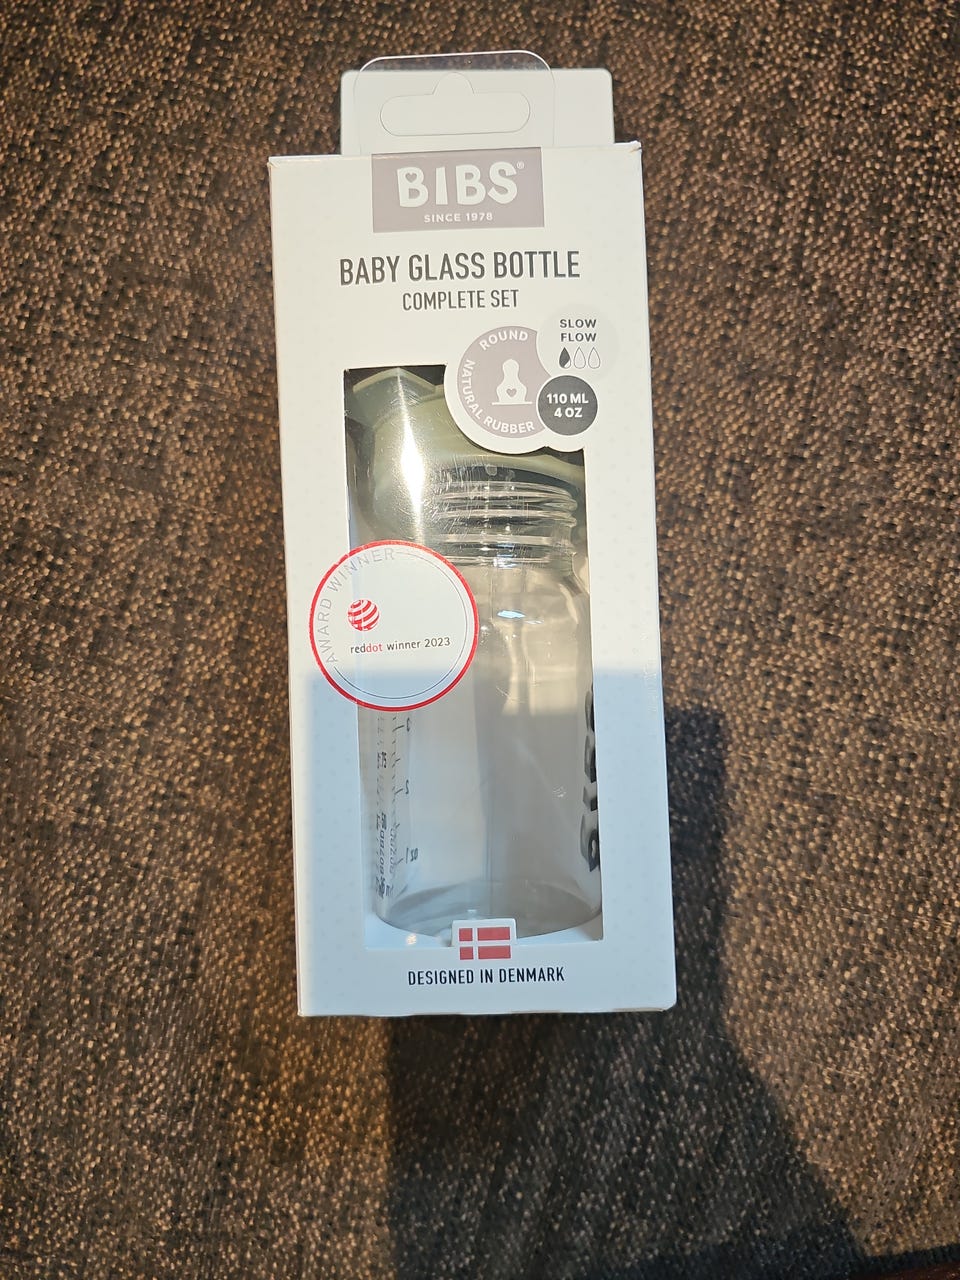 BIBS®
SINCE 1978
BABY GLASS BOTTLE
COMPLETE SET
SLOW
FLOW
ROUND
NATURAL RUBBER
110 ML
4 OZ
AWARD WINNER
reddot winner 2023
DESIGNED IN DENMARK